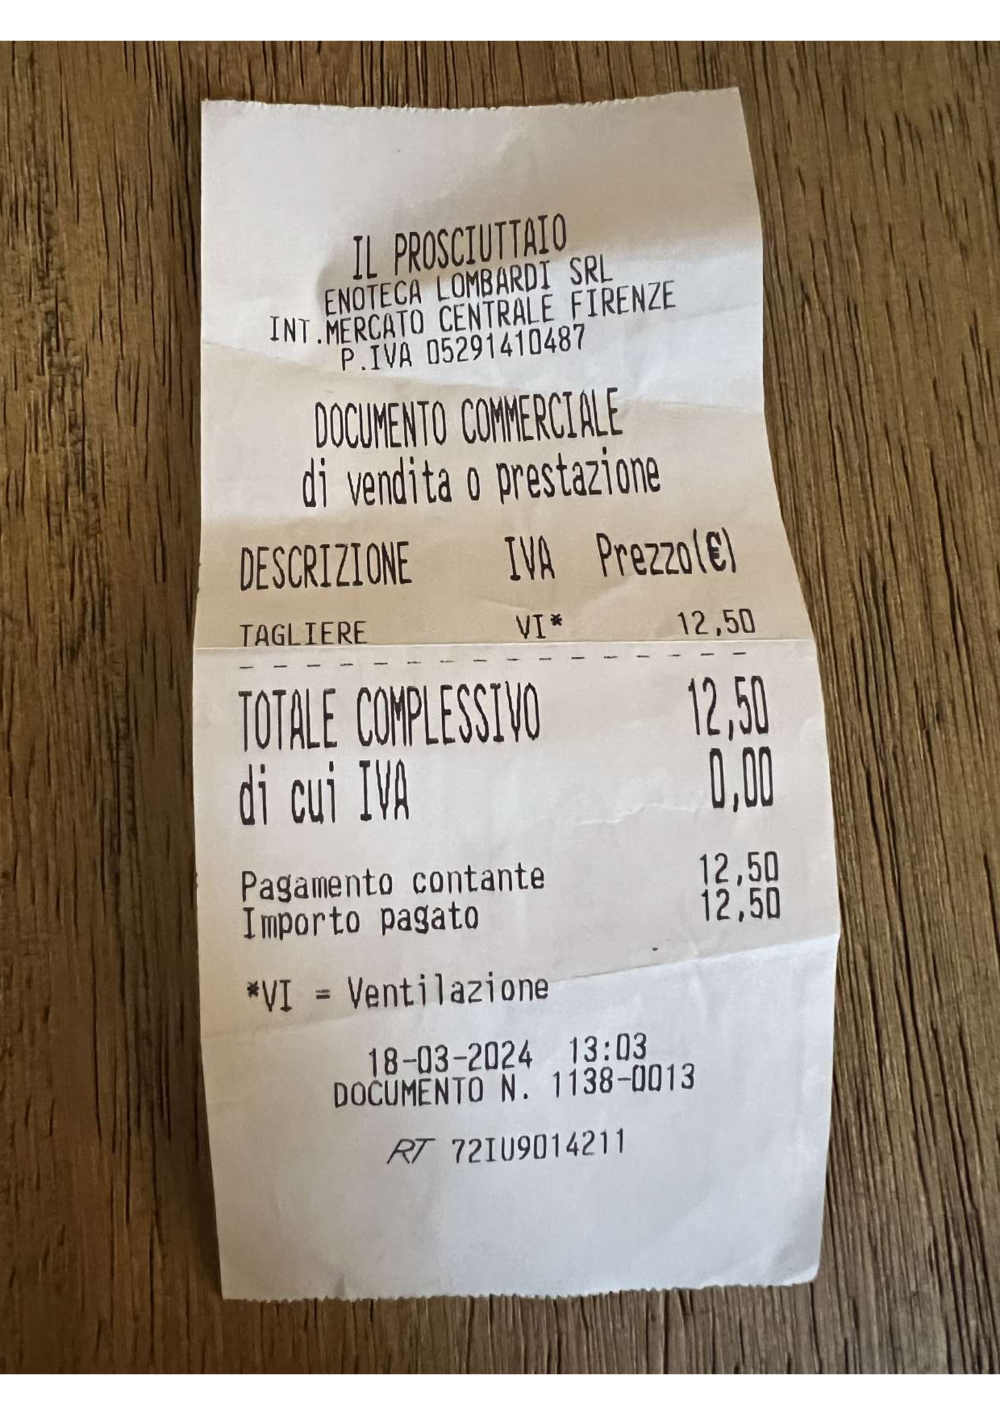 IL PROSCIUTTAIO
ENOTECA LOMBARDI SRL
INT.MERCATO CENTRALE FIRENZE
P.IVA 05291410487
DOCUMENTO COMMERCIALE
di vendita o prestazione
DESCRIZIONE IVA Prezzo(€)
TAGLIERE VI* 12,50
TOTALE COMPLESSIVO 12,50
di cui IVA 0,00
Pagamento contante 12,50
Importo pagato 12,50
*VI = Ventilazione
18-03-2024 13:03
DOCUMENTO N. 1138-0013
RT 72IU9014211